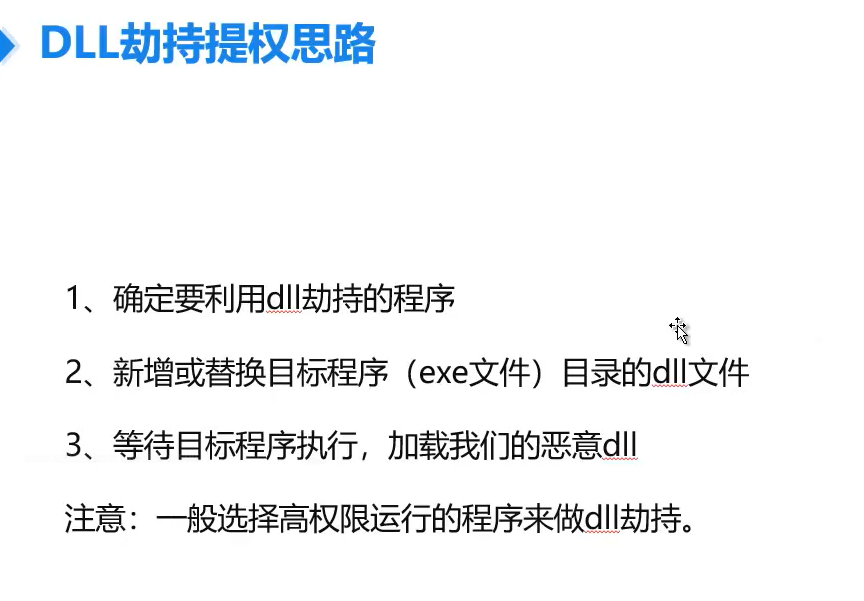 DLL劫持提权思路
1、确定要利用dll劫持的程序
2、新增或替换目标程序（exe文件）目录的dll文件
3、等待目标程序执行，加载我们的恶意dll
注意：一般选择高权限运行的程序来做dll劫持。